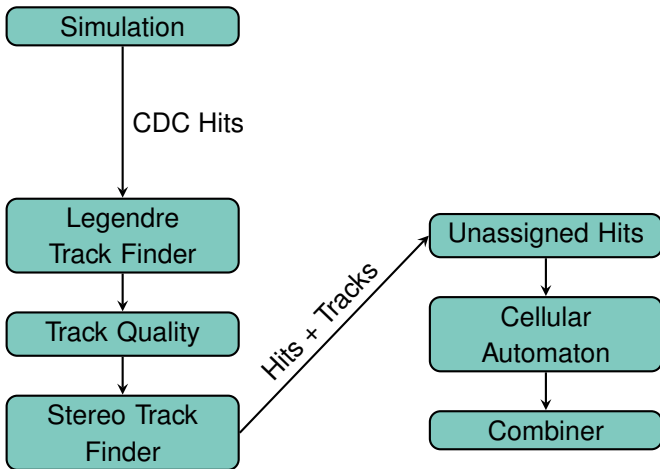 Simulation
CDC Hits
Legendre
Track Finder
Track Quality
Stereo Track
Finder
Hits + Tracks
Unassigned Hits
Cellular
Automaton
Combiner